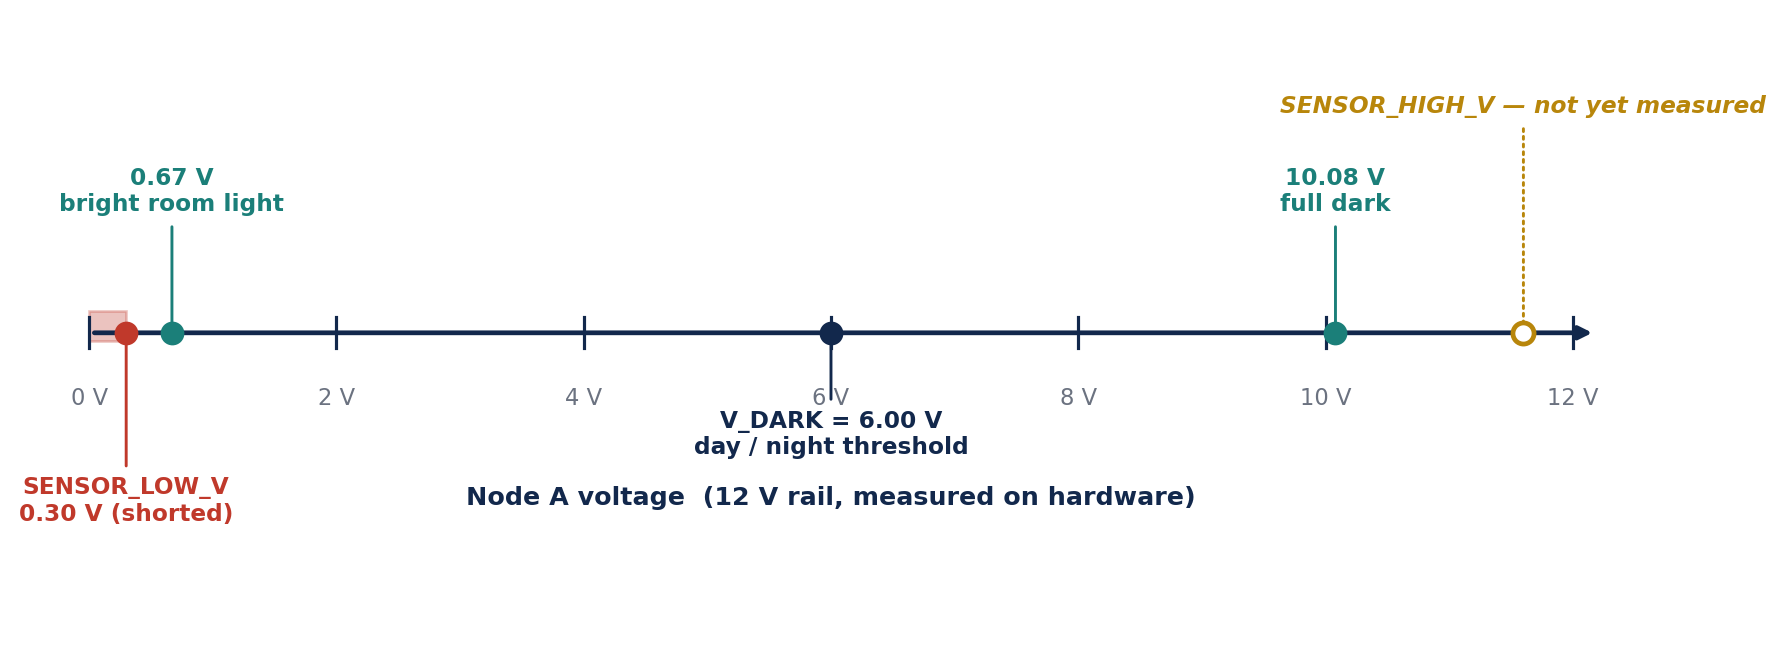 SENSOR_HIGH_V — not yet measured
0.67 V
bright room light
10.08 V
full dark
0 V
2 V
4 V
6 V
8 V
10 V
12 V
V_DARK = 6.00 V
day / night threshold
SENSOR_LOW_V
0.30 V (shorted)
Node A voltage (12 V rail, measured on hardware)